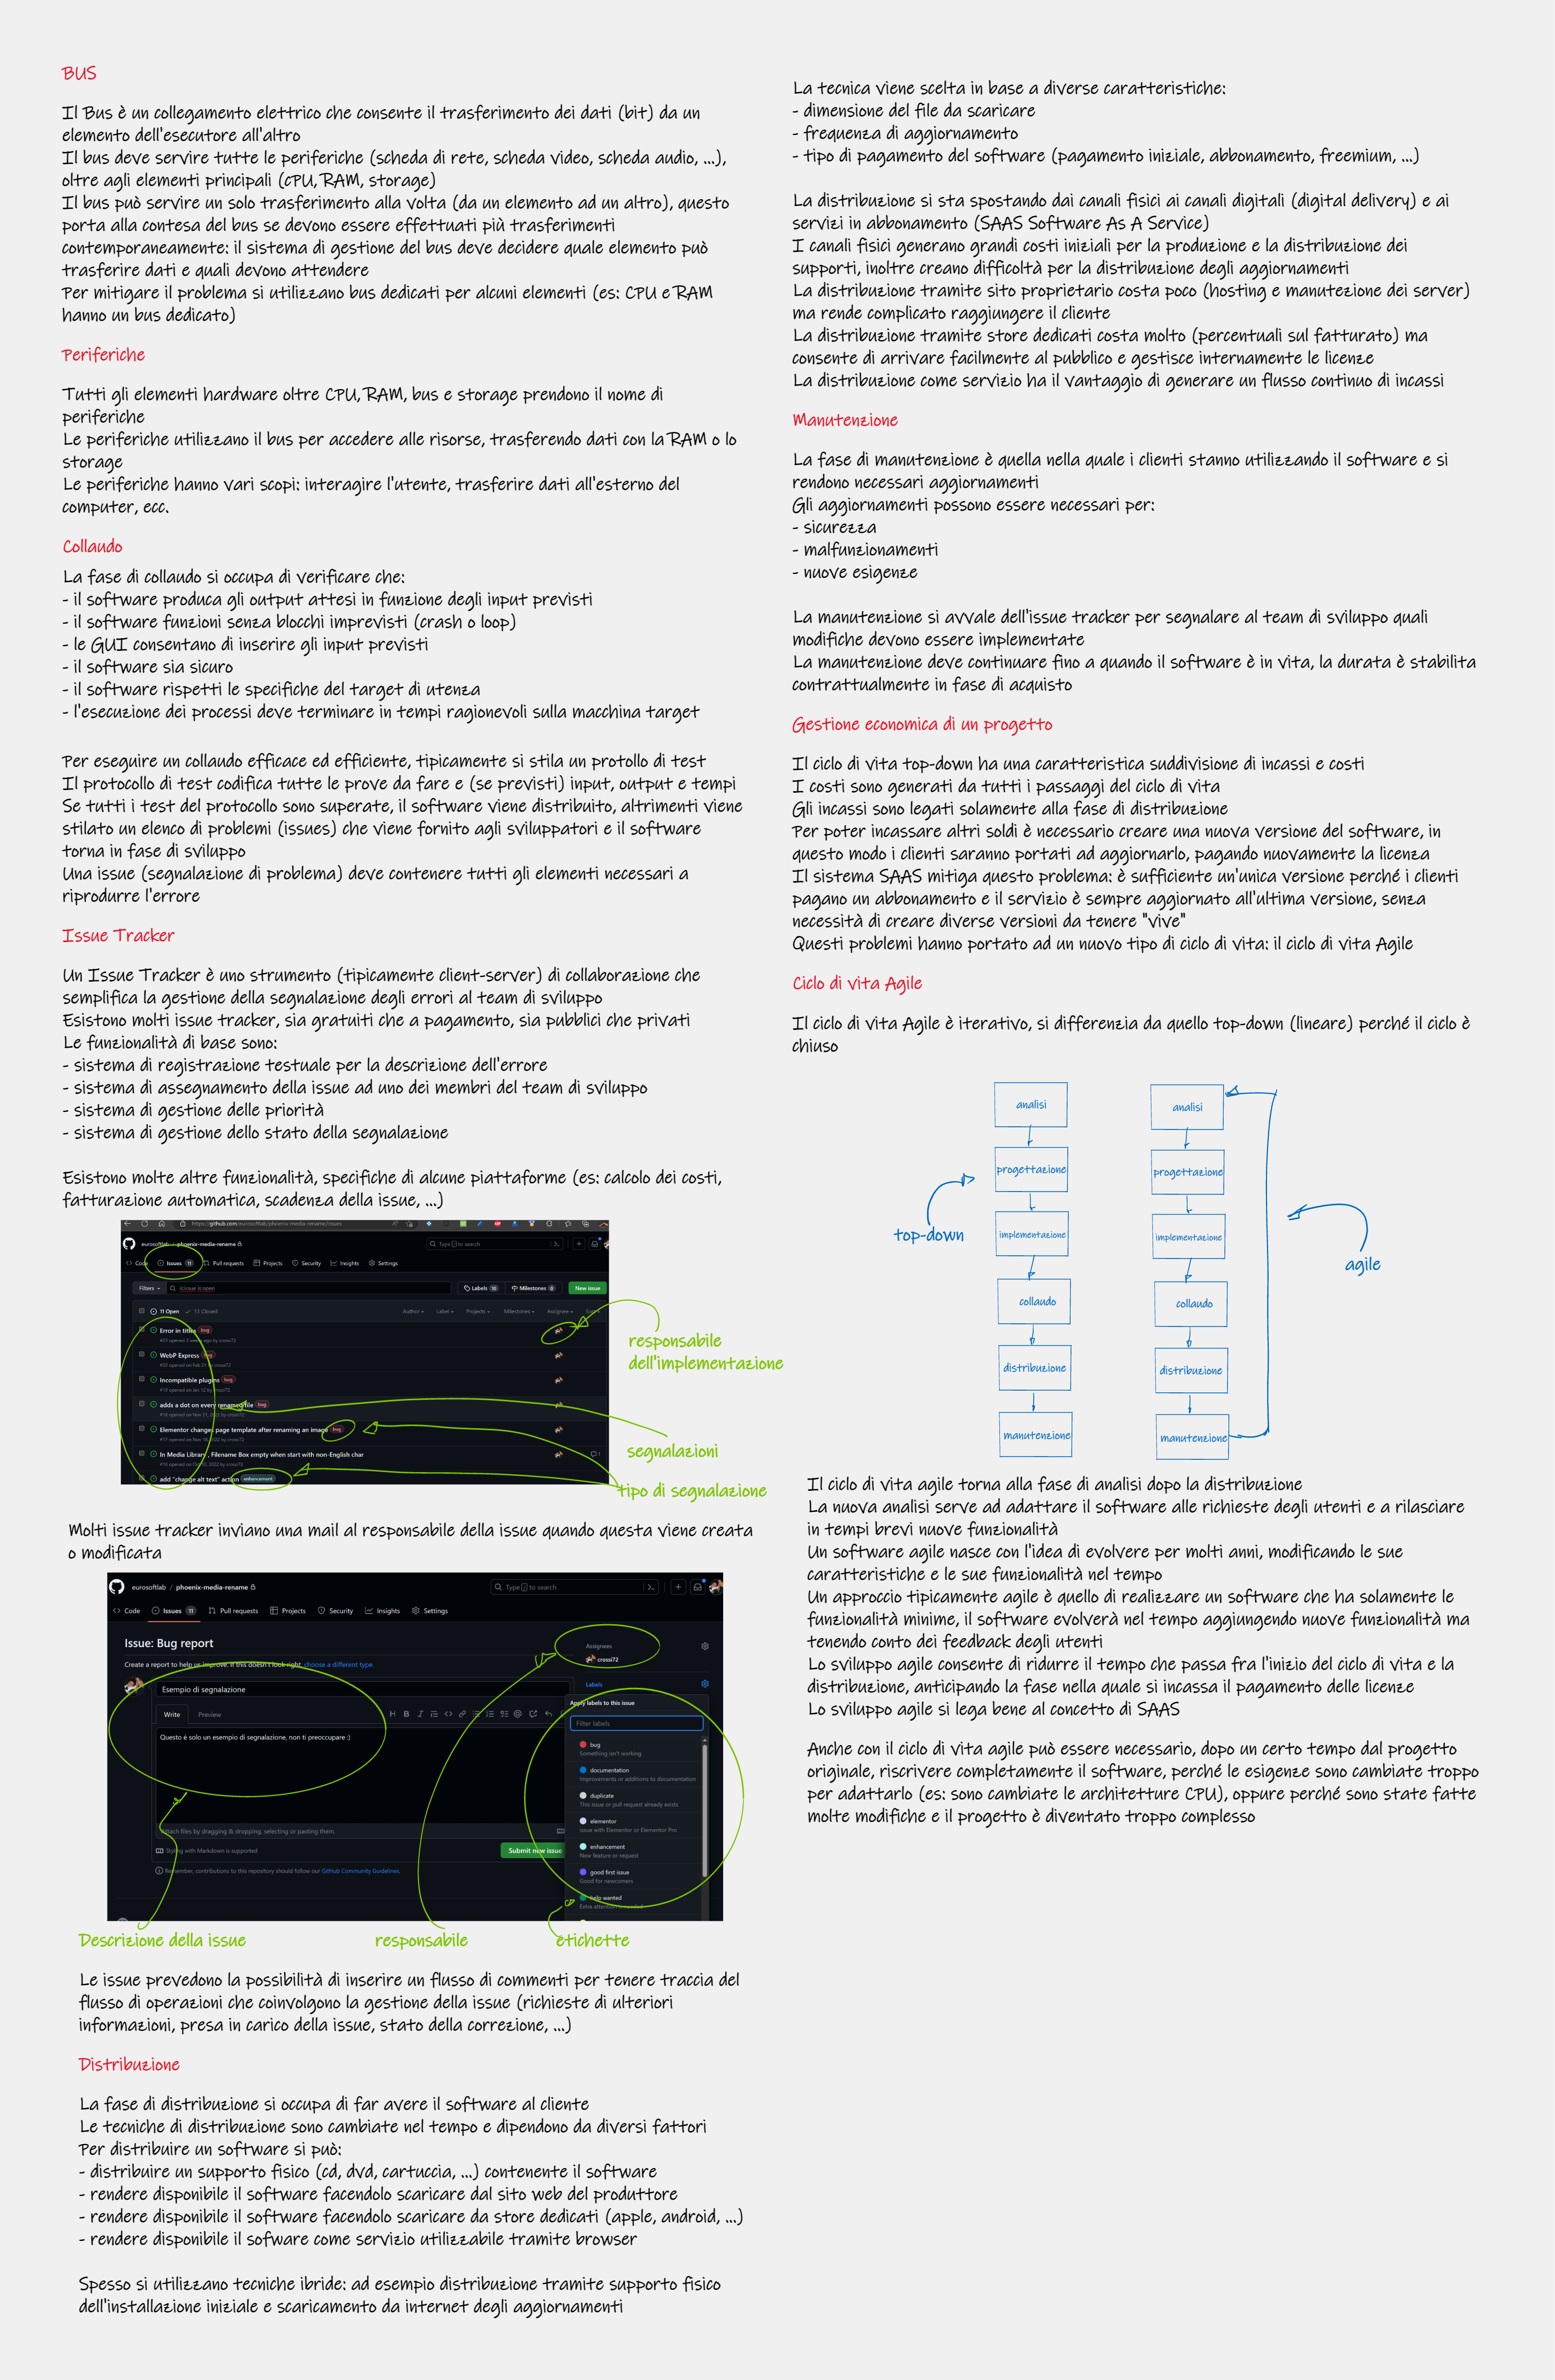 BUS
Il Bus è un collegamento elettrico che consente il trasferimento dei dati (bit) da un
elemento dell'esecutore all'altro
Il bus deve servire tutte le periferiche (scheda di rete, scheda video, scheda audio, ...),
oltre agli elementi principali (cPU, RAM, storage)
Il bus può servire un solo trasferimento alla volta (da un elemento ad un altro), questo
porta alla contesa del bus se devono essere effettuati più trasferimenti
contemporaneamente: il sistema di gestione del bus deve decidere quale elemento può
trasferire dati e quali devono attendere
Per mitigare il problema si utilizzano bus dedicati per alcuni elementi (es: CPU e RAM
hanno un bus dedicato)
Periferiche
Tutti gli elementi hardware oltre CPU, RAM, bus e storage prendono il nome di
periferiche
Le periferiche utilizzano il bus per accedere alle risorse, trasferendo dati con la RAM o lo
storage
Le periferiche hanno vari scopi: interagire l'utente, trasferire dati all'esterno del
computer, ecc.
Collaudo
La fase di collaudo si occupa di verificare che:
- il software produca gli output attesi in funzione degli input previsti
- il software funzioni senza blocchi imprevisti (crash o loop)
- le GUI consentano di inserire gli input previsti
- il software sia sicuro
- il software rispetti le specifiche del target di utenza
- l'esecuzione dei processi deve terminare in tempi ragionevoli sulla macchina target
Per eseguire un collaudo efficace ed efficiente, tipicamente si stila un protollo di test
Il protocollo di test codifica tutte le prove da fare e (se previsti) input, output e tempi
Se tutti i test del protocollo sono superate, il software viene distribuito, altrimenti viene
stilato un elenco di problemi (issues) che viene fornito agli sviluppatori e il software
torna in fase di sviluppo
Una issue (segnalazione di problema) deve contenere tutti gli elementi necessari a
riprodurre l'errore
Issue Tracker
Un Issue Tracker è uno strumento (tipicamente client-server) di collaborazione che
semplifica la gestione della segnalazione degli errori al team di sviluppo
Esistono molti issue tracker, sia gratuiti che a pagamento, sia pubblici che privati
Le funzionalità di base sono:
- sistema di registrazione testuale per la descrizione dell'errore
- sistema di assegnamento della issue ad uno dei membri del team di sviluppo
- sistema di gestione delle priorità
- sistema di gestione dello stato della segnalazione
Esistono molte altre funzionalità, specifiche di alcune piattaforme (es: calcolo dei costi,
fatturazione automatica, scadenza della issue, ...)
https://github.com/eurosoftlab/phoenix-media-rename/issues
eurosoftlab / phoenix-media-rename
Type / to search
Code Issues 11 Pull requests Projects Security Insights Settings
Filters is:issue is:open Labels 10 Milestones 0 New issue
11 Open 13 Closed Author Label Projects Milestones Assignee Sort
Error in titles bug
#23 opened 3 weeks ago by crossi72
WebP Express bug
#20 opened on Feb 21 by crossi72
Incompatible plugins bug
#19 opened on Jan 12 by crossi72
adds a dot on every renamed file bug
#18 opened on Nov 21, 2022 by crossi72
Elementor changes page template after renaming an image bug
#17 opened on Nov 18, 2022 by crossi72
In Media Library, Filename Box empty when start with non-English char
1
#16 opened on Oct 10, 2022 by crossi72
add "change alt text" action enhancement
responsabile
dell'implementazione
segnalazioni
tipo di segnalazione
Molti issue tracker inviano una mail al responsabile della issue quando questa viene creata
o modificata
eurosoftlab / phoenix-media-rename
Type / to search
Code Issues 11 Pull requests Projects Security Insights Settings
Issue: Bug report
Create a report to help us improve. If this doesn't look right, choose a different type.
Esempio di segnalazione
Write Preview
Questo è solo un esempio di segnalazione, non ti preoccupare :)
Attach files by dragging & dropping, selecting or pasting them.
Styling with Markdown is supported
Submit new issue
Remember, contributions to this repository should follow our GitHub Community Guidelines.
Assignees
crossi72
Labels
Apply labels to this issue
Filter labels
bug
Something isn't working
documentation
Improvements or additions to documentation
duplicate
This issue or pull request already exists
elementor
issue with Elementor or Elementor Pro
enhancement
New feature or request
good first issue
Good for newcomers
help wanted
Extra attention is needed
Descrizione della issue
responsabile
etichette
Le issue prevedono la possibilità di inserire un flusso di commenti per tenere traccia del
flusso di operazioni che coinvolgono la gestione della issue (richieste di ulteriori
informazioni, presa in carico della issue, stato della correzione, ...)
Distribuzione
La fase di distribuzione si occupa di far avere il software al cliente
Le tecniche di distribuzione sono cambiate nel tempo e dipendono da diversi fattori
Per distribuire un software si può:
- distribuire un supporto fisico (cd, dvd, cartuccia, ...) contenente il software
- rendere disponibile il software facendolo scaricare dal sito web del produttore
- rendere disponibile il software facendolo scaricare da store dedicati (apple, android, ...)
- rendere disponibile il sofware come servizio utilizzabile tramite browser
Spesso si utilizzano tecniche ibride: ad esempio distribuzione tramite supporto fisico
dell'installazione iniziale e scaricamento da internet degli aggiornamenti
La tecnica viene scelta in base a diverse caratteristiche:
- dimensione del file da scaricare
- frequenza di aggiornamento
- tipo di pagamento del software (pagamento iniziale, abbonamento, freemium, ...)
La distribuzione si sta spostando dai canali fisici ai canali digitali (digital delivery) e ai
servizi in abbonamento (SAAS Software As A Service)
I canali fisici generano grandi costi iniziali per la produzione e la distribuzione dei
supporti, inoltre creano difficoltà per la distribuzione degli aggiornamenti
La distribuzione tramite sito proprietario costa poco (hosting e manutezione dei server)
ma rende complicato raggiungere il cliente
La distribuzione tramite store dedicati costa molto (percentuali sul fatturato) ma
consente di arrivare facilmente al pubblico e gestisce internamente le licenze
La distribuzione come servizio ha il vantaggio di generare un flusso continuo di incassi
Manutenzione
La fase di manutenzione è quella nella quale i clienti stanno utilizzando il software e si
rendono necessari aggiornamenti
Gli aggiornamenti possono essere necessari per:
- sicurezza
- malfunzionamenti
- nuove esigenze
La manutenzione si avvale dell'issue tracker per segnalare al team di sviluppo quali
modifiche devono essere implementate
La manutenzione deve continuare fino a quando il software è in vita, la durata è stabilita
contrattualmente in fase di acquisto
Gestione economica di un progetto
Il ciclo di vita top-down ha una caratteristica suddivisione di incassi e costi
I costi sono generati da tutti i passaggi del ciclo di vita
Gli incassi sono legati solamente alla fase di distribuzione
Per poter incassare altri soldi è necessario creare una nuova versione del software, in
questo modo i clienti saranno portati ad aggiornarlo, pagando nuovamente la licenza
Il sistema SAAS mitiga questo problema: è sufficiente un'unica versione perché i clienti
pagano un abbonamento e il servizio è sempre aggiornato all'ultima versione, senza
necessità di creare diverse versioni da tenere "vive"
Questi problemi hanno portato ad un nuovo tipo di ciclo di vita: il ciclo di vita Agile
Ciclo di vita Agile
Il ciclo di vita Agile è iterativo, si differenzia da quello top-down (lineare) perché il ciclo è
chiuso
top-down
analisi
progettazione
implementazione
collaudo
distribuzione
manutenzione
analisi
progettazione
implementazione
collaudo
distribuzione
manutenzione
agile
Il ciclo di vita agile torna alla fase di analisi dopo la distribuzione
La nuova analisi serve ad adattare il software alle richieste degli utenti e a rilasciare
in tempi brevi nuove funzionalità
Un software agile nasce con l'idea di evolvere per molti anni, modificando le sue
caratteristiche e le sue funzionalità nel tempo
Un approccio tipicamente agile è quello di realizzare un software che ha solamente le
funzionalità minime, il software evolverà nel tempo aggiungendo nuove funzionalità ma
tenendo conto dei feedback degli utenti
Lo sviluppo agile consente di ridurre il tempo che passa fra l'inizio del ciclo di vita e la
distribuzione, anticipando la fase nella quale si incassa il pagamento delle licenze
Lo sviluppo agile si lega bene al concetto di SAAS
Anche con il ciclo di vita agile può essere necessario, dopo un certo tempo dal progetto
originale, riscrivere completamente il software, perché le esigenze sono cambiate troppo
per adattarlo (es: sono cambiate le architetture CPU), oppure perché sono state fatte
molte modifiche e il progetto è diventato troppo complesso